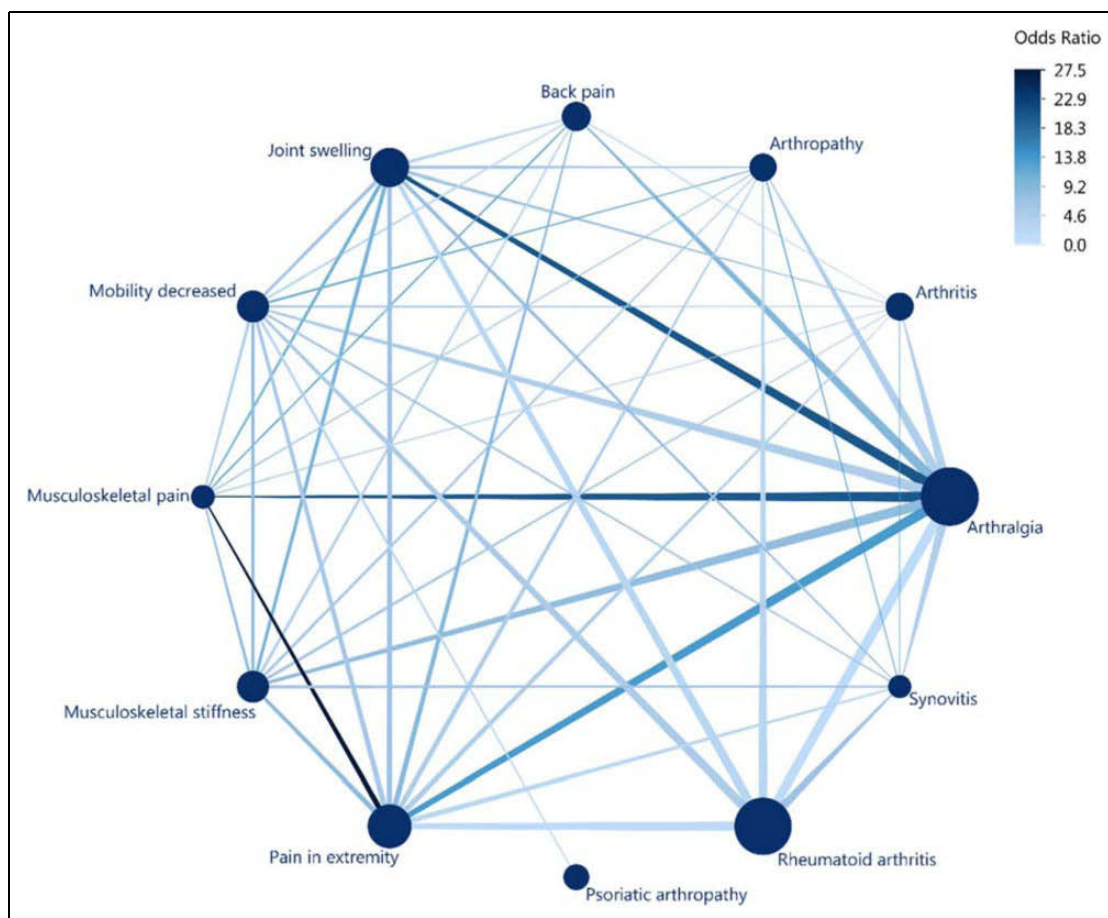 Odds Ratio
27.5
22.9
18.3
13.8
9.2
4.6
0.0
Back pain
Joint swelling
Arthropathy
Mobility decreased
Arthritis
Musculoskeletal pain
Arthralgia
Musculoskeletal stiffness
Synovitis
Pain in extremity
Rheumatoid arthritis
Psoriatic arthropathy